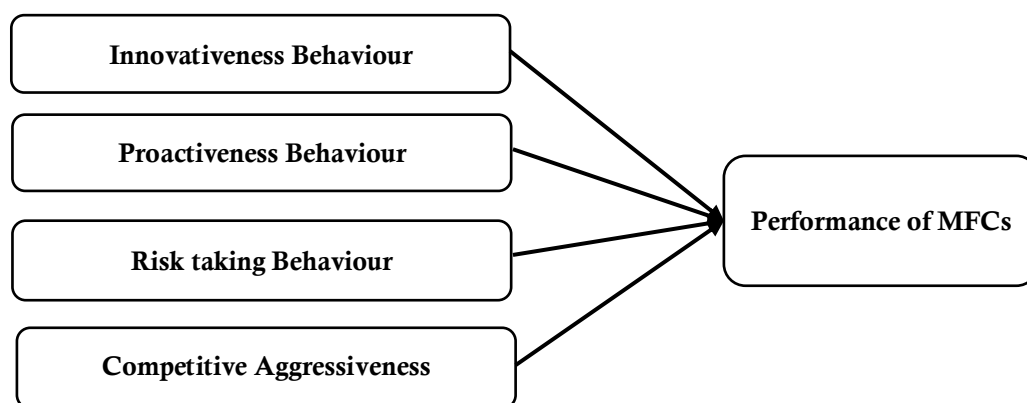 Innovativeness Behaviour
Proactiveness Behaviour
Performance of MFCs
Risk taking Behaviour
Competitive Aggressiveness